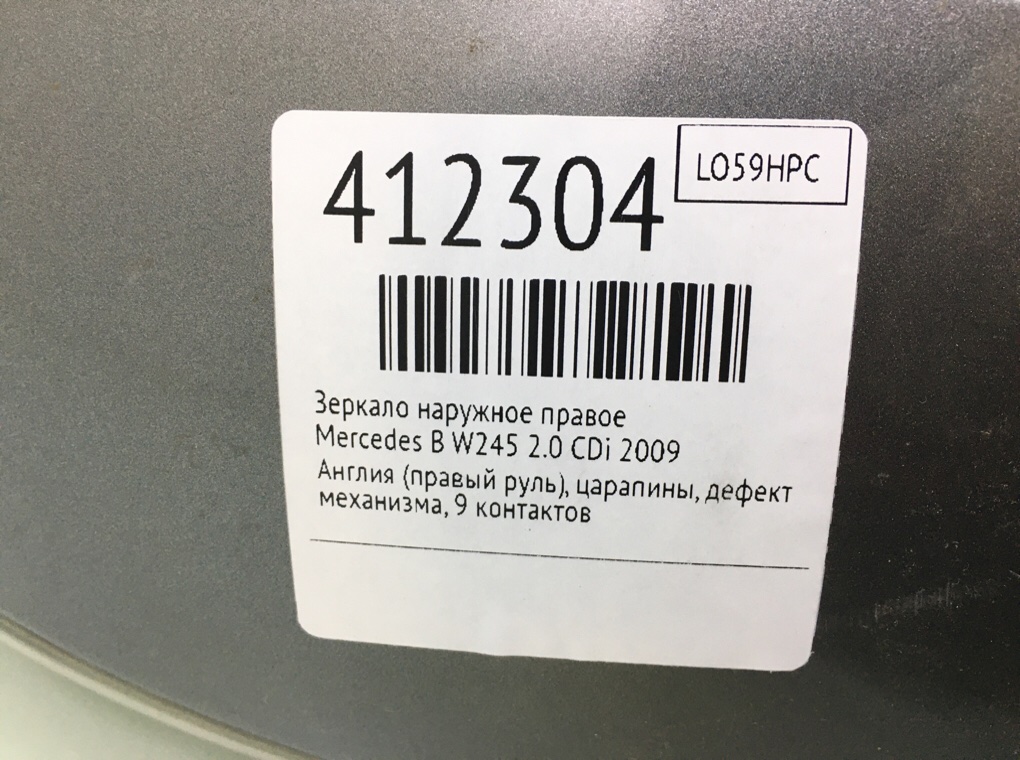 412304
LO59HPC
Зеркало наружное правое
Mercedes B W245 2.0 CDi 2009
Англия (правый руль), царапины, дефект
механизма, 9 контактов